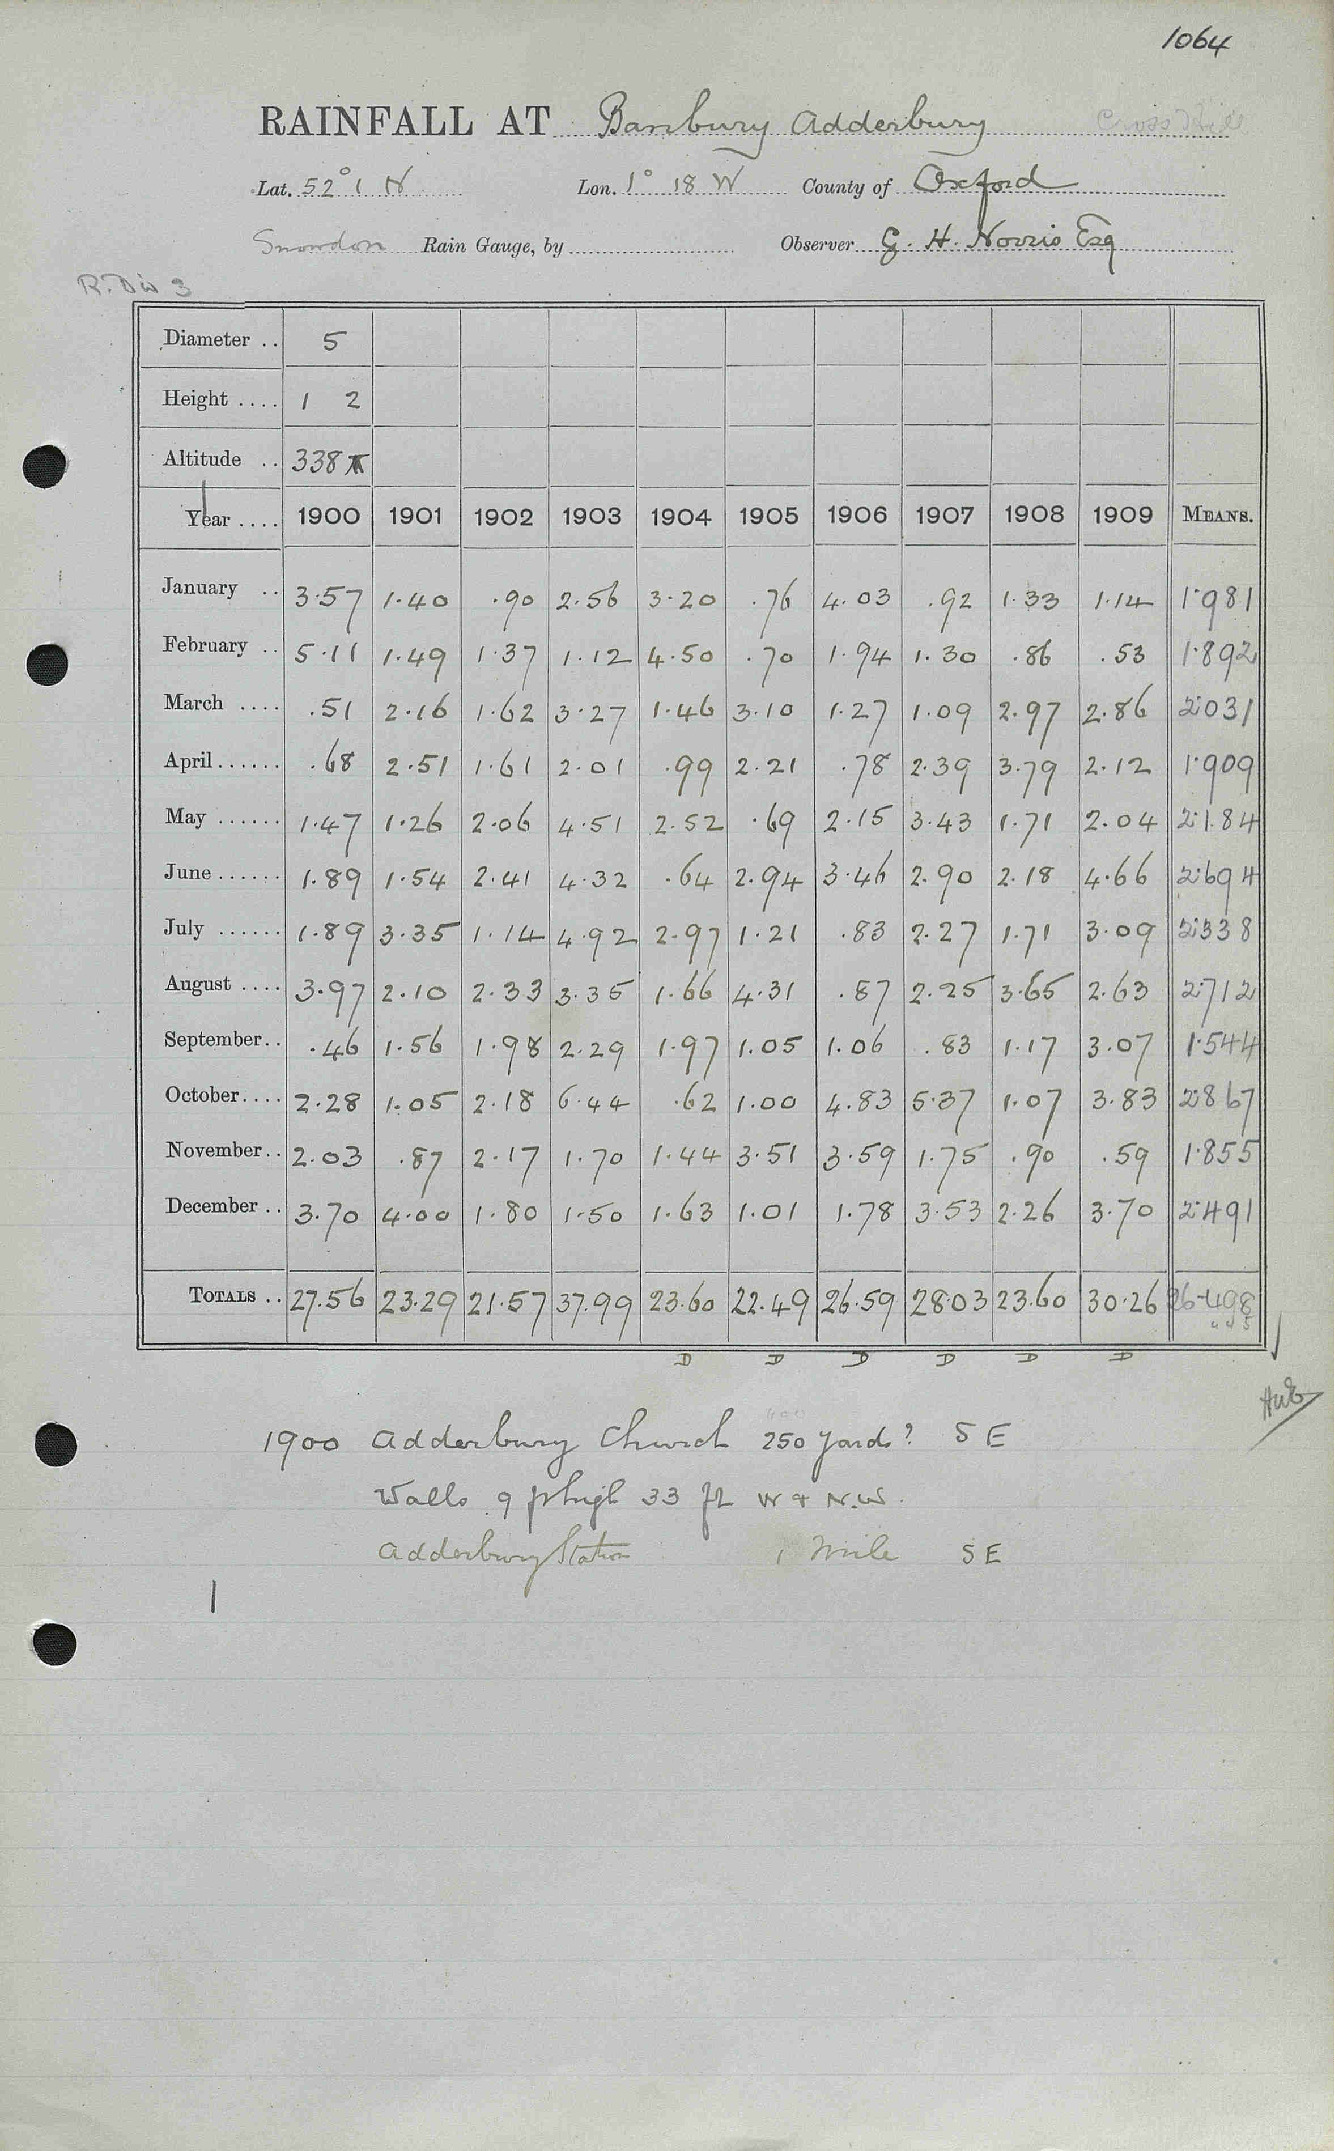 1064
RAINFALL AT Banbury Adderbury Cross Hill
Lat. 52° 1 N Lon. 1° 18 W County of Oxford
Snowdon Rain Gauge, by Observer G. H. Norris Esq
R. Div 3
Diameter .. 5
Height .... 1 2
Altitude .. 338
Year .... 1900 1901 1902 1903 1904 1905 1906 1907 1908 1909 MEANS.
January .. 3.57 1.40 .90 2.56 3.20 .76 4.03 .92 1.33 1.14 1.981
February .. 5.11 1.49 1.37 1.12 4.50 .70 1.94 1.30 .86 .53 1.892
March .... .51 2.16 1.62 3.27 1.46 3.10 1.27 1.09 2.97 2.86 2.031
April ...... .68 2.51 1.61 2.01 .99 2.21 .78 2.39 3.79 2.12 1.909
May ...... 1.47 1.26 2.06 4.51 2.52 .69 2.15 3.43 1.71 2.04 2.184
June ...... 1.89 1.54 2.41 4.32 .64 2.94 3.46 2.90 2.18 4.66 2.694
July ...... 1.89 3.35 1.14 4.92 2.97 1.21 .83 2.27 1.71 3.09 2.338
August .... 3.97 2.10 2.33 3.35 1.66 4.31 .87 2.25 3.65 2.63 2.712
September .. .46 1.56 1.98 2.29 1.97 1.05 1.06 .83 1.17 3.07 1.544
October .... 2.28 1.05 2.18 6.44 .62 1.00 4.83 5.37 1.07 3.83 2.867
November .. 2.03 .87 2.17 1.70 1.44 3.51 3.59 1.75 .90 .59 1.855
December .. 3.70 4.00 1.80 1.50 1.63 1.01 1.78 3.53 2.26 3.70 2.491
TOTALS .. 27.56 23.29 21.57 37.99 23.60 22.49 26.59 28.03 23.60 30.26 26.498
D D D D D D
1900 Adderbury Church 250 yards? S E
Walls 9 ft high 33 ft W & N.W.
Adderbury Station 1 Mile S E